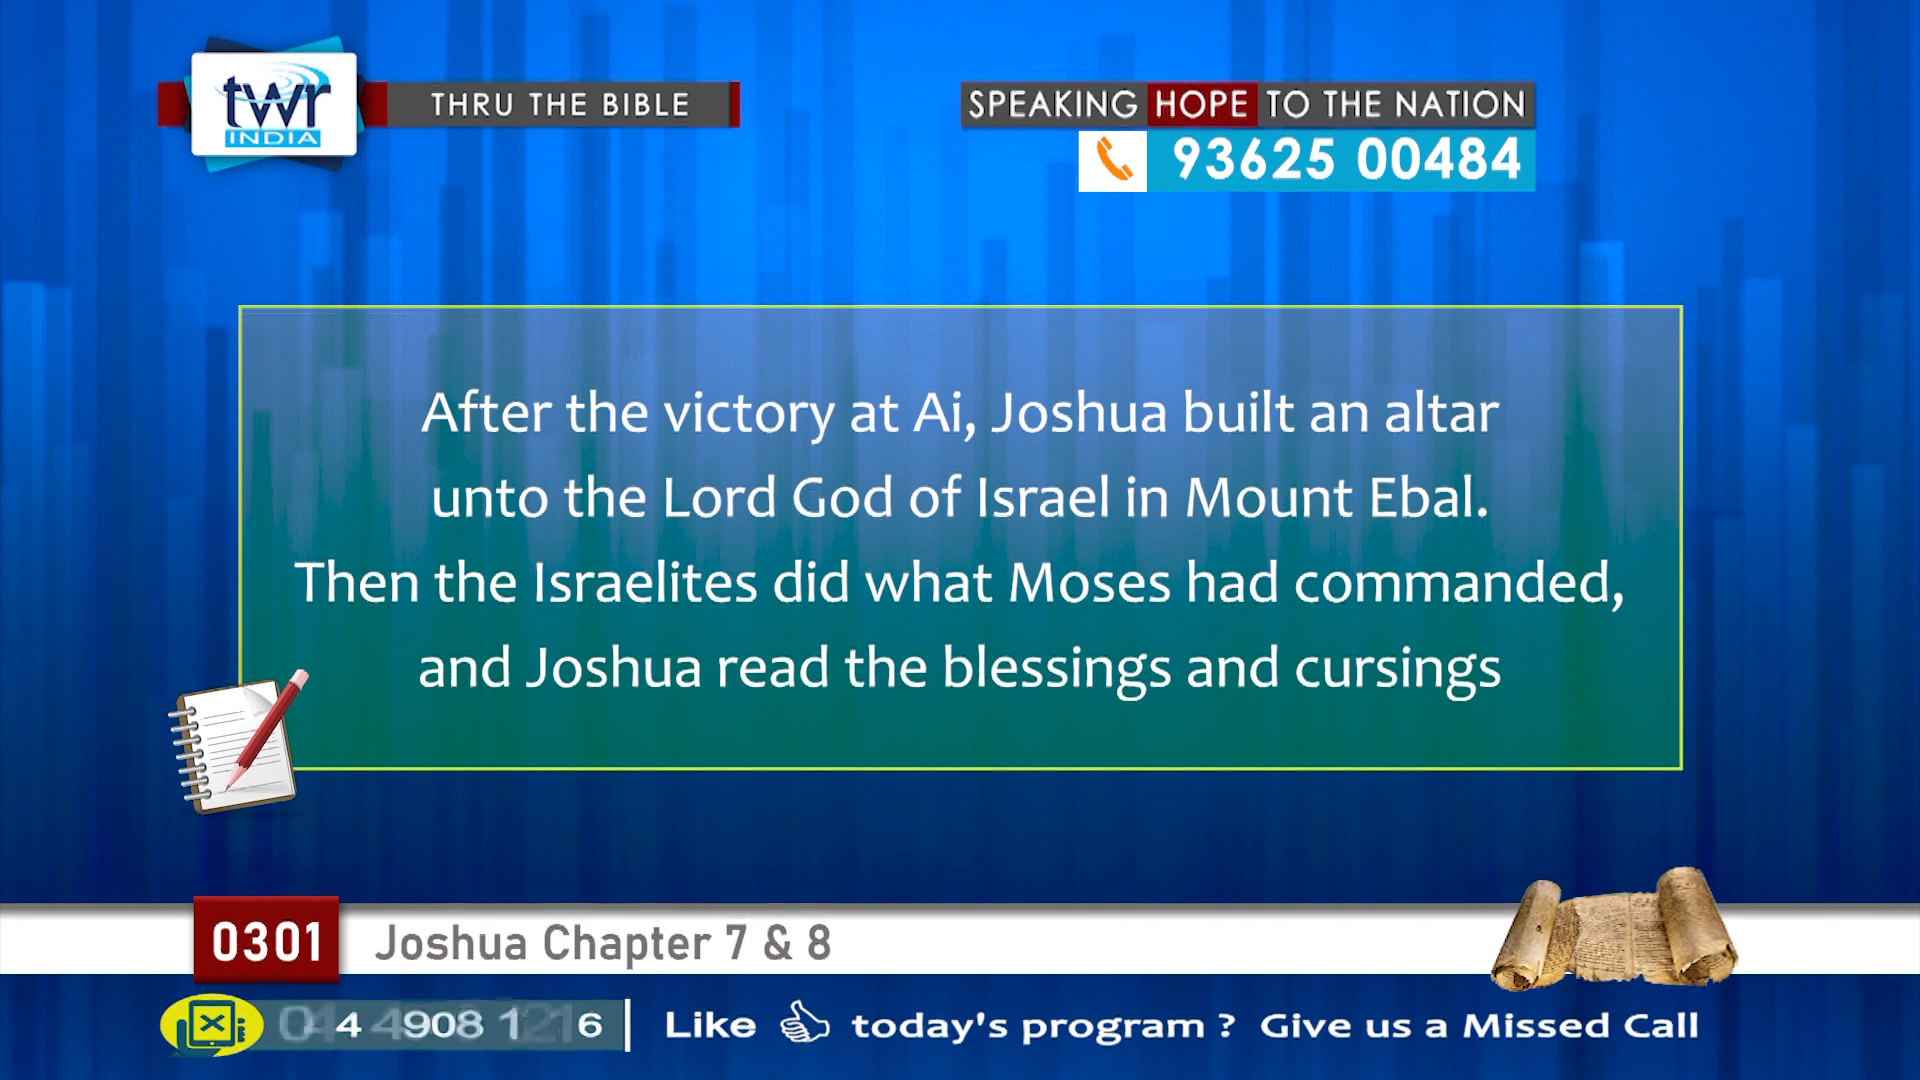 twr
INDIA
THRU THE BIBLE
SPEAKING HOPE TO THE NATION
93625 00484
After the victory at Ai, Joshua built an altar
unto the Lord God of Israel in Mount Ebal.
Then the Israelites did what Moses had commanded,
and Joshua read the blessings and cursings
0301 Joshua Chapter 7 & 8
Like today's program ? Give us a Missed Call